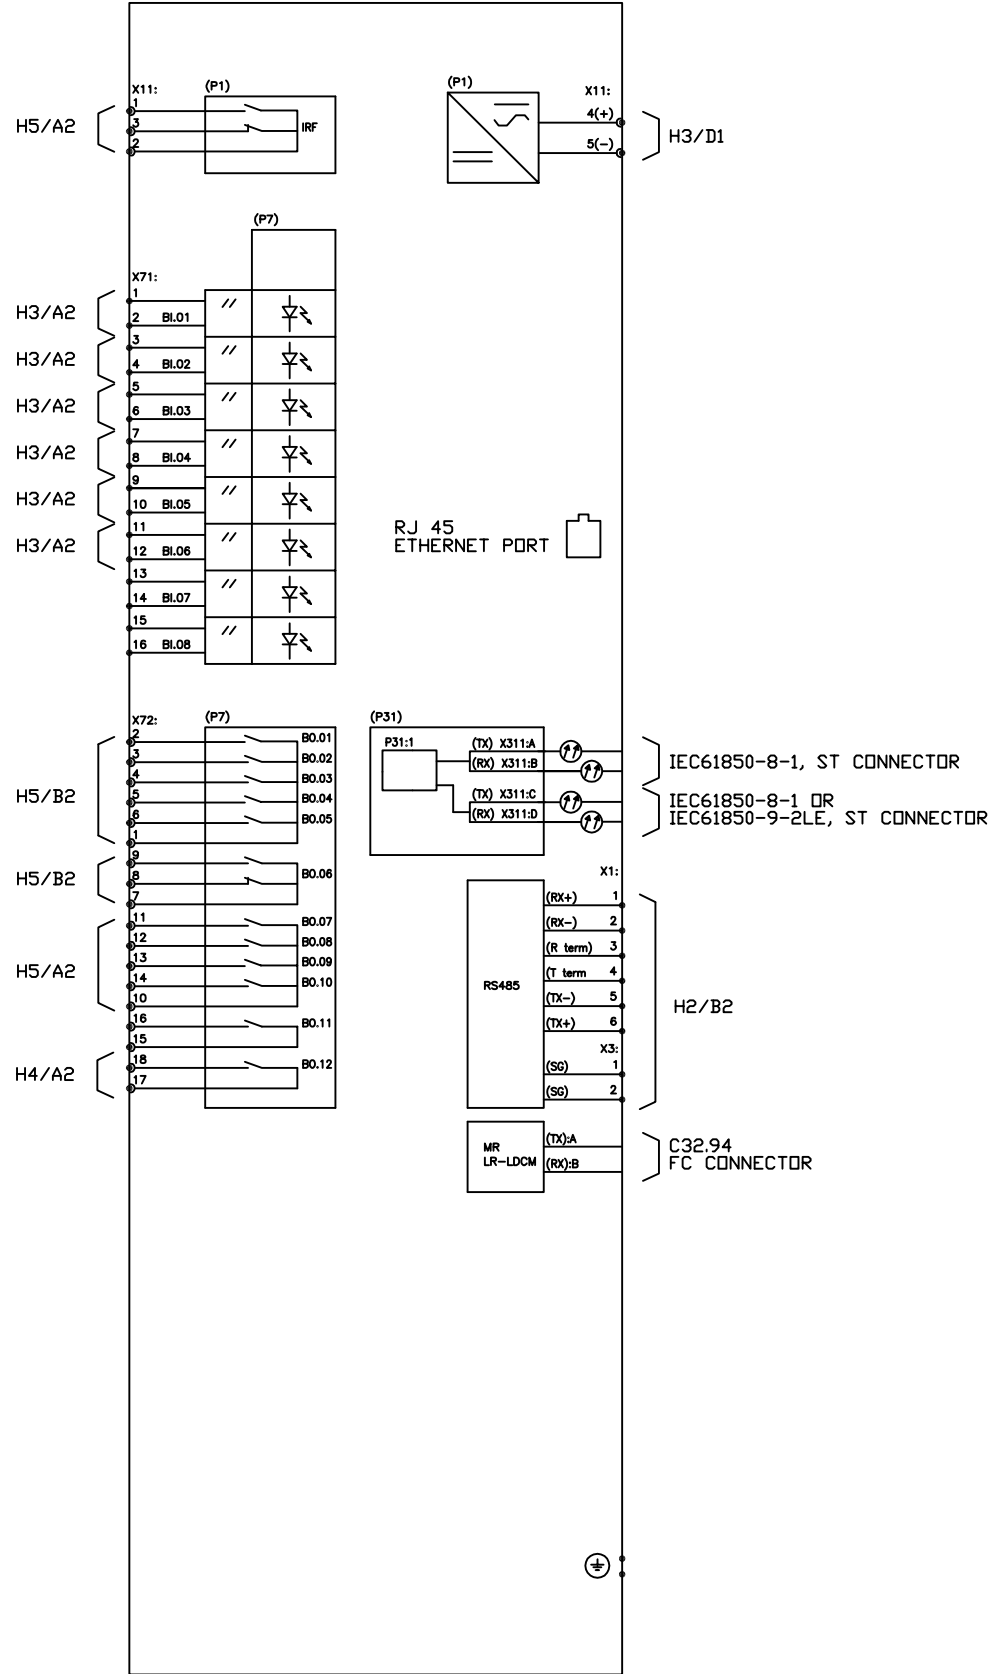 X11:
(P1)
1
H5/A2
3
IRF
2
(P1)
X11:
4(+)
H3/D1
5(-)
(P7)
X71:
1
H3/A2
2 BI.01
3
H3/A2
4 BI.02
5
H3/A2
6 BI.03
7
H3/A2
8 BI.04
9
H3/A2
10 BI.05
11
H3/A2
12 BI.06
13
14 BI.07
15
16 BI.08
RJ 45
ETHERNET PORT
X72:
(P7)
2 BO.01
3 BO.02
4 BO.03
H5/B2
5 BO.04
6 BO.05
1
9
H5/B2
8 BO.06
7
11 BO.07
12 BO.08
13 BO.09
H5/A2
14 BO.10
10
16 BO.11
15
18 BO.12
H4/A2
17
(P31)
P31:1
(TX) X311:A
(RX) X311:B
IEC61850-8-1, ST CONNECTOR
(TX) X311:C
(RX) X311:D
IEC61850-8-1 OR
IEC61850-9-2LE, ST CONNECTOR
X1:
(RX+) 1
(RX-) 2
(R term) 3
RS485
(T term 4
(TX-) 5
H2/B2
(TX+) 6
X3:
(SG) 1
(SG) 2
MR
LR-LDCM
(TX):A
(RX):B
C32.94
FC CONNECTOR